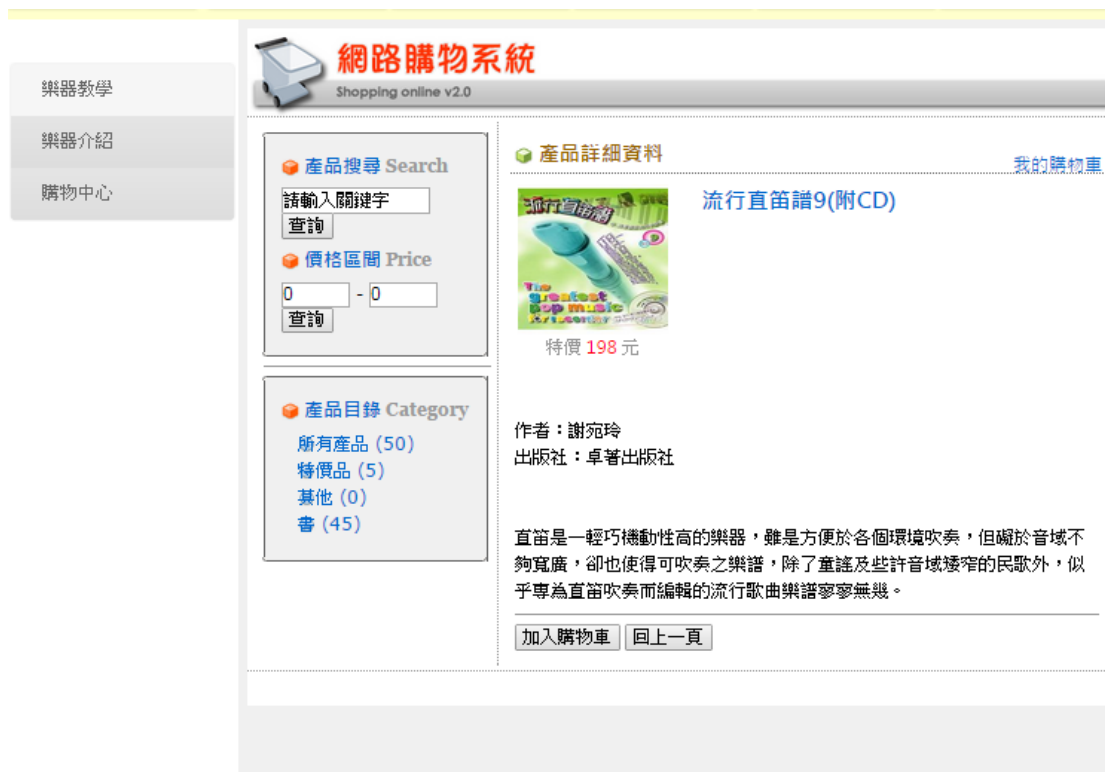 樂器教學
樂器介紹
購物中心
網路購物系統
Shopping online v2.0
產品搜尋 Search
請輸入關鍵字
查詢
價格區間 Price
0 - 0
查詢
產品目錄 Category
所有產品 (50)
特價品 (5)
其他 (0)
書 (45)
產品詳細資料
我的購物車
流行直笛譜
The
greatest
pop music
流行直笛譜9(附CD)
特價 198 元
作者：謝宛玲
出版社：卓著出版社
直笛是一輕巧機動性高的樂器，雖是方便於各個環境吹奏，但礙於音域不
夠寬廣，卻也使得可吹奏之樂譜，除了童謠及些許音域矮窄的民歌外，似
乎專為直笛吹奏而編輯的流行歌曲樂譜寥寥無幾。
加入購物車 回上一頁